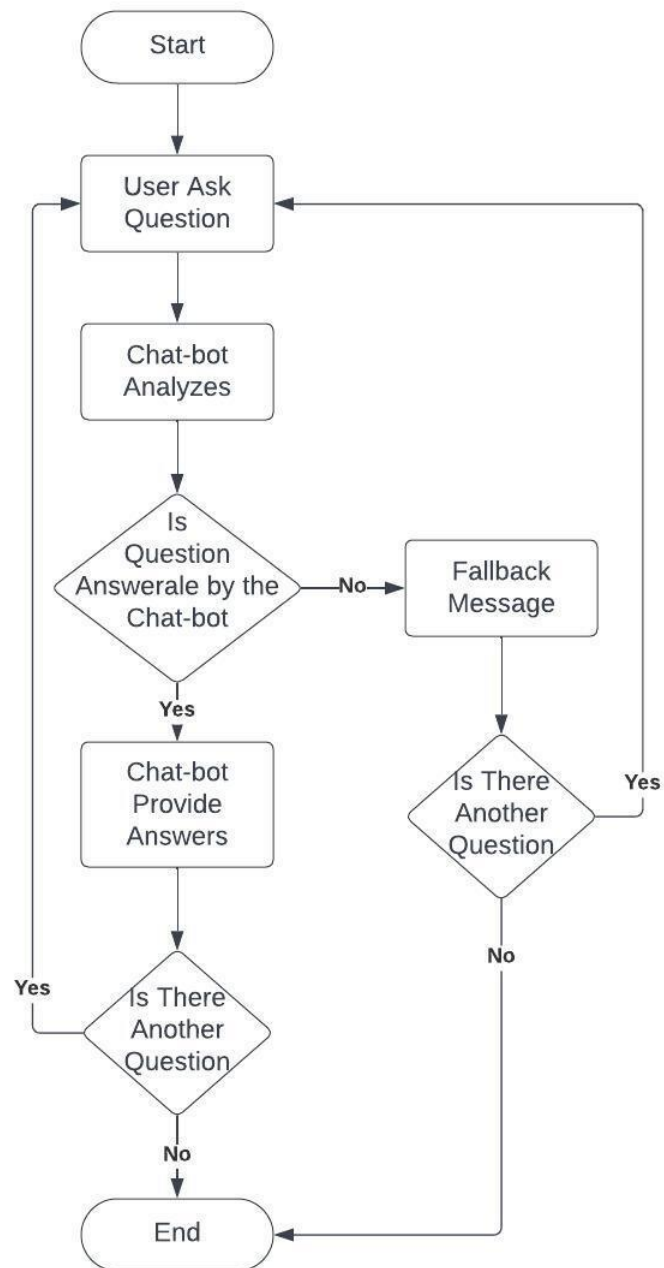 Start
User Ask
Question
Chat-bot
Analyzes
Is
Question
Answerale by the
Chat-bot
No
Fallback
Message
Yes
Chat-bot
Provide
Answers
Is There
Another
Question
Yes
No
Yes
Is There
Another
Question
No
End